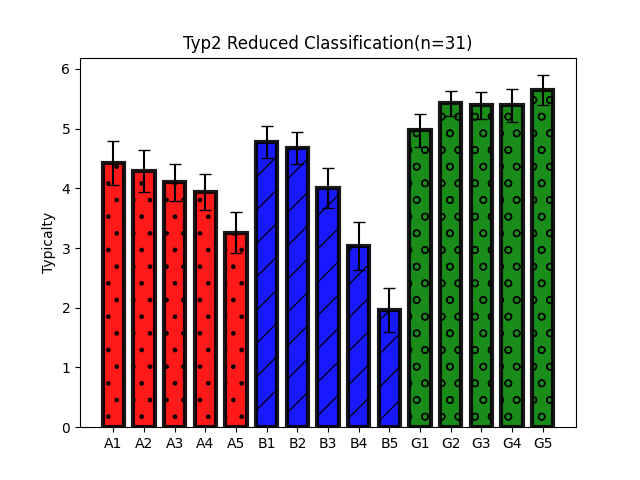 Typ2 Reduced Classification(n=31)
Typicalty
6
5
4
3
2
1
0
A1 A2 A3 A4 A5 B1 B2 B3 B4 B5 G1 G2 G3 G4 G5